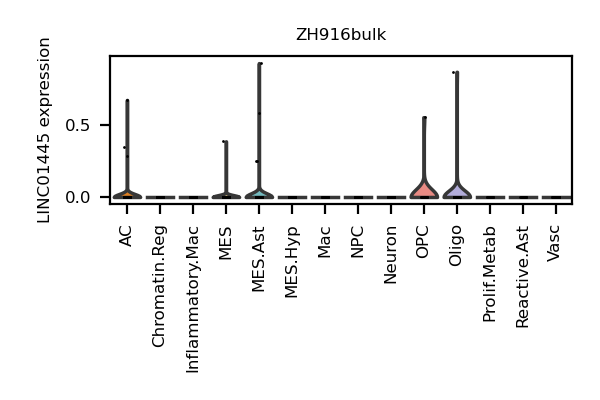 ZH916bulk
LINC01445 expression
0.5
0.0
AC
Chromatin.Reg
Inflammatory.Mac
MES
MES.Ast
MES.Hyp
Mac
NPC
Neuron
OPC
Oligo
Prolif.Metab
Reactive.Ast
Vasc